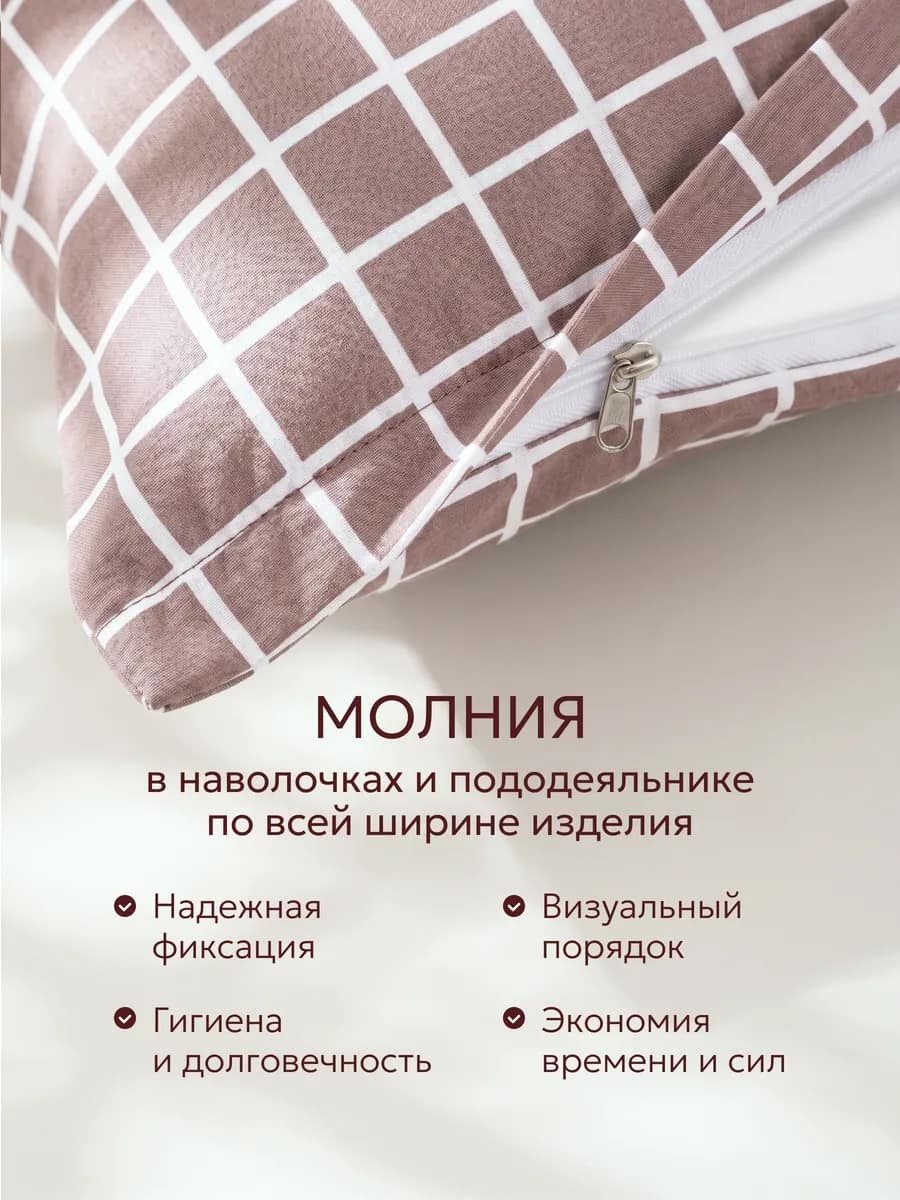 МОЛНИЯ
в наволочках и пододеяльнике
по всей ширине изделия
Надежная
фиксация
Визуальный
порядок
Гигиена
и долговечность
Экономия
времени и сил